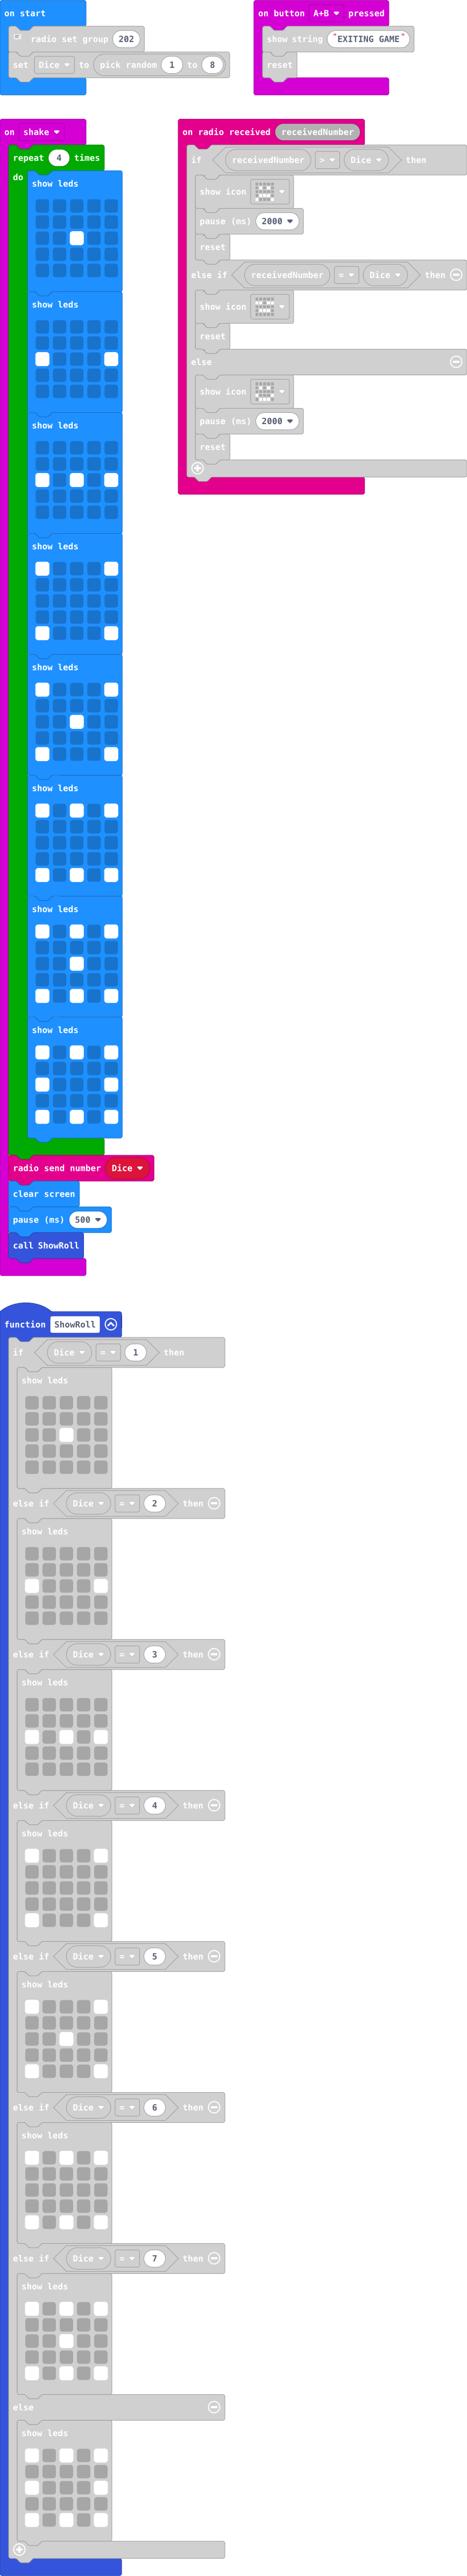 on start
radio set group 202
set Dice to pick random 1 to 8
on button A+B pressed
show string "EXITING GAME"
reset
on shake
repeat 4 times
do
show leds
show leds
show leds
show leds
show leds
show leds
show leds
show leds
radio send number Dice
clear screen
pause (ms) 500
call ShowRoll
on radio received receivedNumber
if receivedNumber > Dice then
show icon
pause (ms) 2000
reset
else if receivedNumber = Dice then
show icon
reset
else
show icon
pause (ms) 2000
reset
function ShowRoll
if Dice = 1 then
show leds
else if Dice = 2 then
show leds
else if Dice = 3 then
show leds
else if Dice = 4 then
show leds
else if Dice = 5 then
show leds
else if Dice = 6 then
show leds
else if Dice = 7 then
show leds
else
show leds